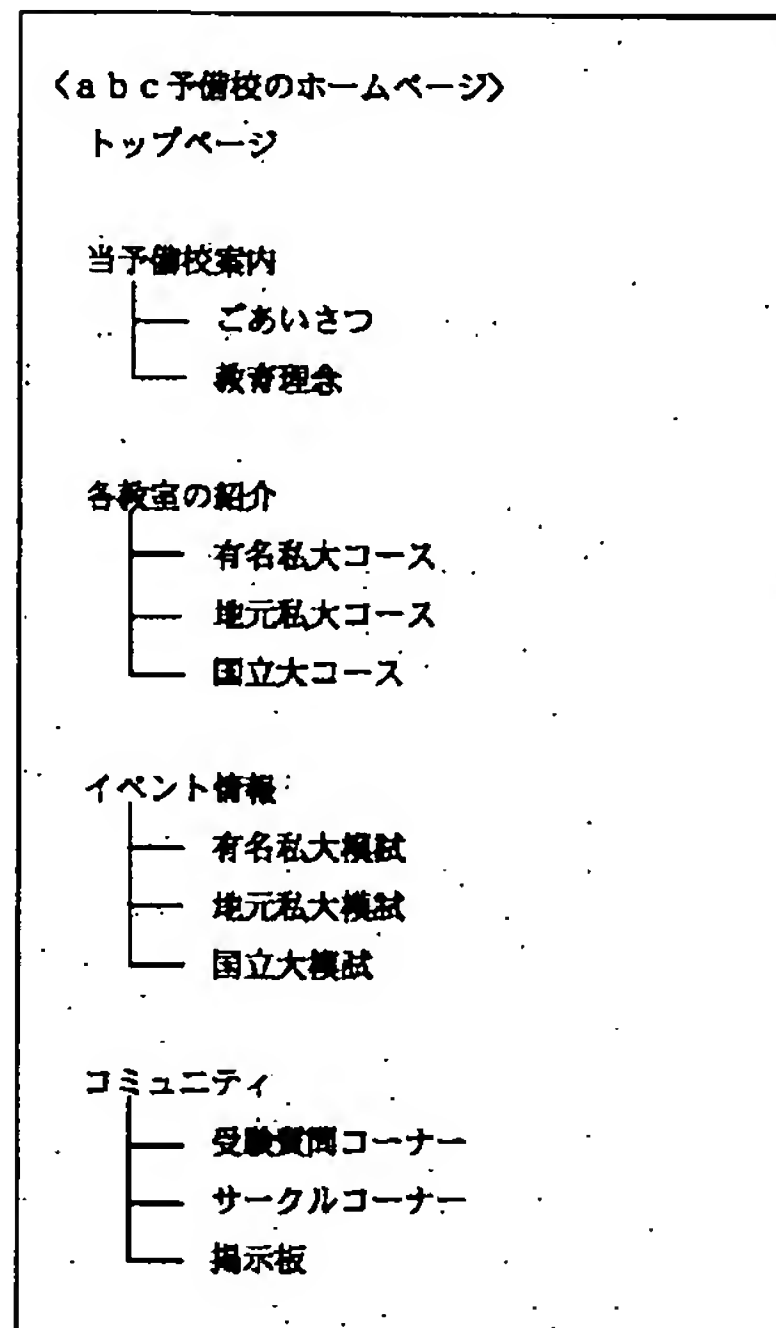 〈ａｂｃ予備校のホームページ〉
トップページ
当予備校案内
ごあいさつ
教育理念
各教室の紹介
有名私大コース
地元私大コース
国立大コース
イベント情報
有名私大模試
地元私大模試
国立大模試
コミュニティ
受験質問コーナー
サークルコーナー
掲示板